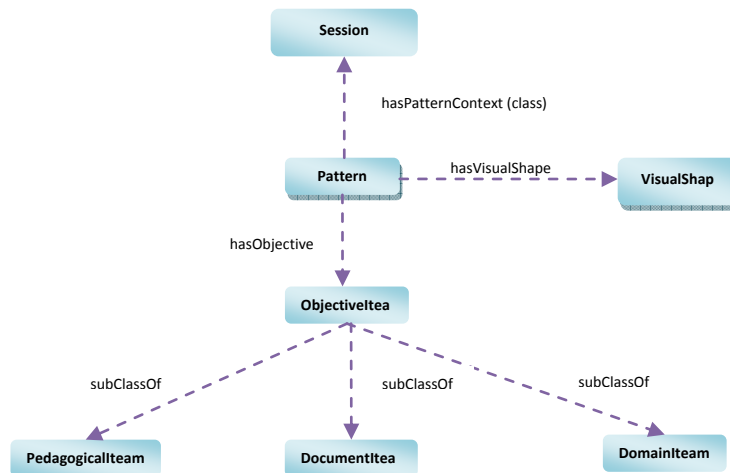 Session
hasPatternContext (class)
Pattern
hasVisualShape
VisualShap
hasObjective
ObjectiveItea
subClassOf
subClassOf
subClassOf
PedagogicalIteam
DocumentItea
DomainIteam